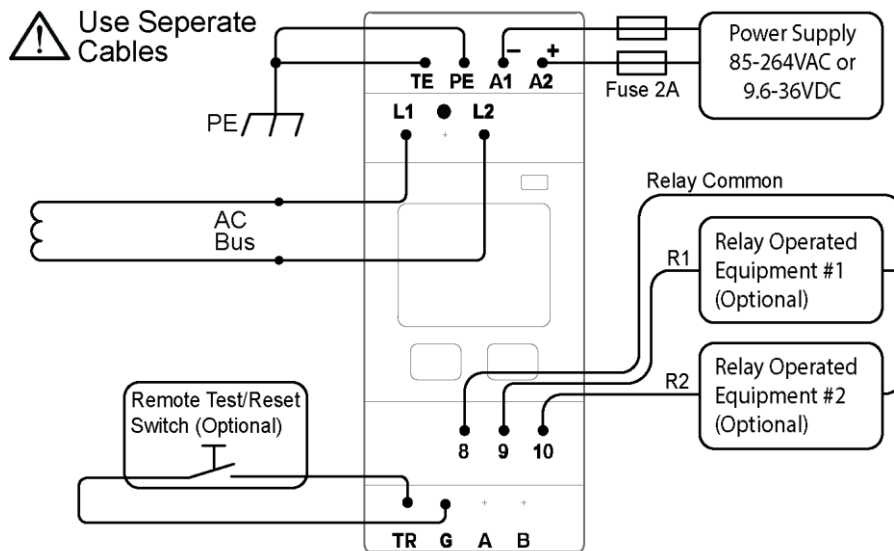 Use Seperate
Cables
Power Supply
85-264VAC or
9.6-36VDC
− +
TE PE A1 A2
Fuse 2A
L1 L2
PE
Relay Common
AC
Bus
R1
Relay Operated
Equipment #1
(Optional)
R2
Relay Operated
Equipment #2
(Optional)
Remote Test/Reset
Switch (Optional)
8 9 10
TR G A B